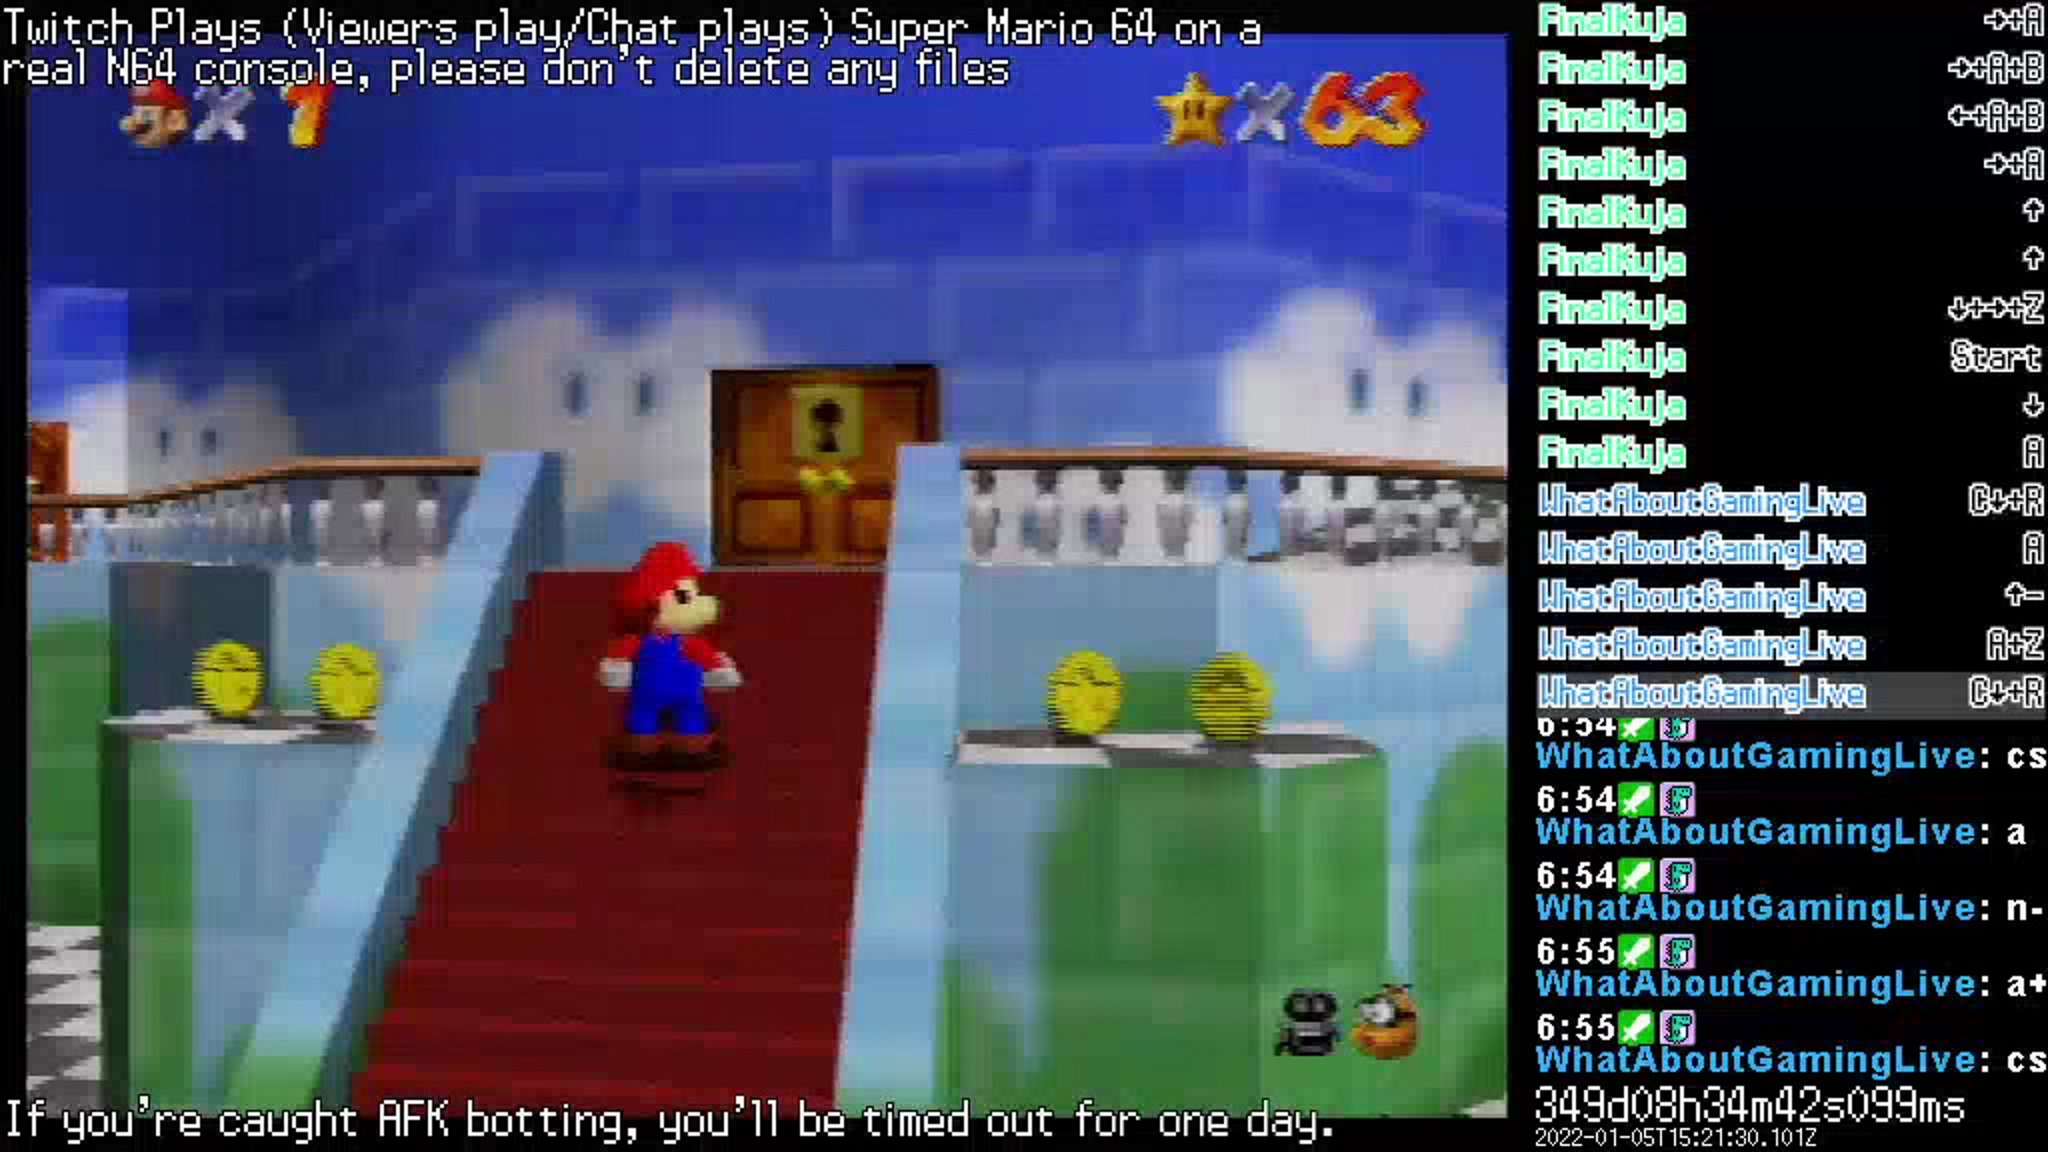 Twitch Plays (Viewers play/Chat plays) Super Mario 64 on a
real N64 console, please don't delete any files
x 1
x 63
FinalKuja →+A
FinalKuja →+A+B
FinalKuja ←+A+B
FinalKuja →+A
FinalKuja ↑
FinalKuja ↑
FinalKuja ↓+→+Z
FinalKuja Start
FinalKuja ↓
FinalKuja A
WhatAboutGamingLive C↓+R
WhatAboutGamingLive A
WhatAboutGamingLive ↑-
WhatAboutGamingLive A+Z
WhatAboutGamingLive C↓+R
6:54
WhatAboutGamingLive: cs
6:54
WhatAboutGamingLive: a
6:54
WhatAboutGamingLive: n-
6:55
WhatAboutGamingLive: a+
6:55
WhatAboutGamingLive: cs
349d08h34m42s099ms
2022-01-05T15:21:30.101Z
If you're caught AFK botting, you'll be timed out for one day.